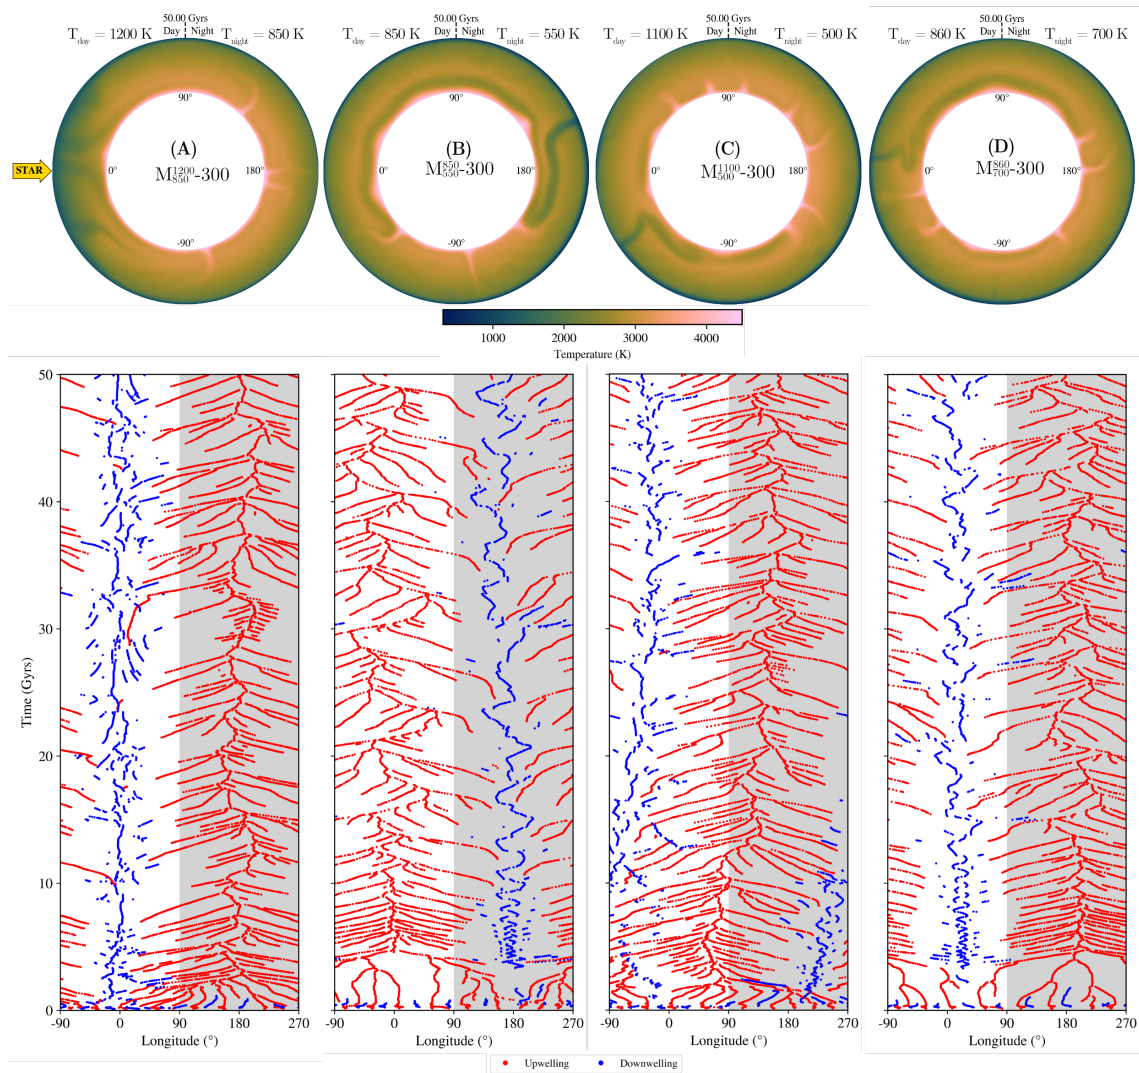 50.00 Gyrs
T_day = 1200 K Day Night T_night = 850 K
90°
STAR
(A)
0° M^1200_850-300 180°
-90°
50.00 Gyrs
T_day = 850 K Day Night T_night = 550 K
90°
(B)
0° M^850_550-300 180°
-90°
50.00 Gyrs
T_day = 1100 K Day Night T_night = 500 K
90°
(C)
0° M^1100_500-300 180°
-90°
50.00 Gyrs
T_day = 860 K Day Night T_night = 700 K
90°
(D)
0° M^860_700-300 180°
-90°
1000 2000 3000 4000
Temperature (K)
50
40
30
20
10
0
Time (Gyrs)
-90 0 90 180 270
Longitude (°)
-90 0 90 180 270
Longitude (°)
-90 0 90 180 270
Longitude (°)
-90 0 90 180 270
Longitude (°)
Upwelling Downwelling